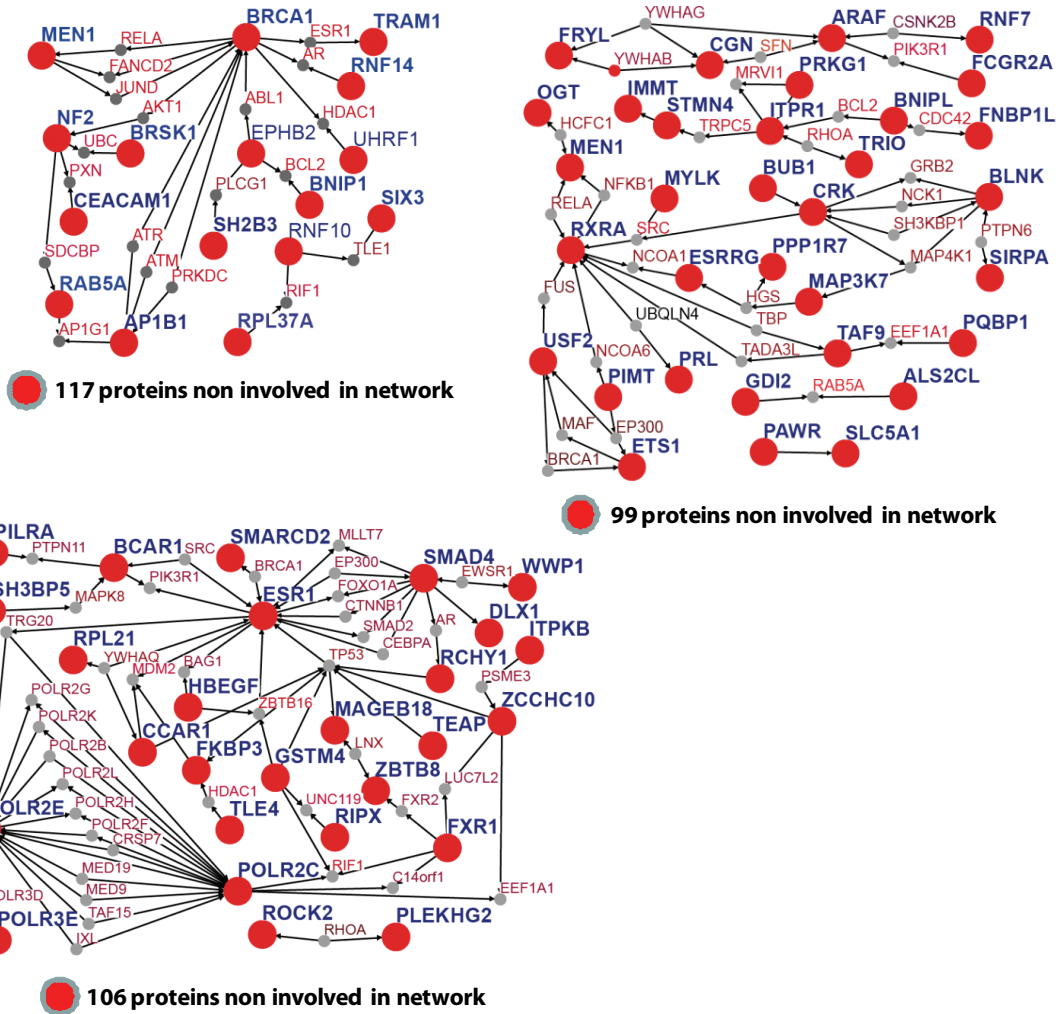 BRCA1
TRAM1
MEN1
RELA
ESR1
AR
RNF14
FANCD2
JUND
AKT1
ABL1
HDAC1
NF2
BRSK1
UBC
EPHB2
UHRF1
PXN
BCL2
PLCG1
BNIP1
CEACAM1
SH2B3
RNF10
SIX3
SDCBP
ATR
ATM
PRKDC
TLE1
RAB5A
RIF1
AP1B1
RPL37A
AP1G1
117 proteins non involved in network
YWHAG
ARAF
CSNK2B
RNF7
FRYL
CGN
SFN
PIK3R1
YWHAB
MRVI1
PRKG1
FCGR2A
OGT
IMMT
STMN4
ITPR1
BCL2
BNIPL
FNBP1L
CDC42
HCFC1
TRPC5
RHOA
TRIO
MEN1
BUB1
GRB2
NFKB1
MYLK
CRK
NCK1
BLNK
RELA
RXRA
SRC
SH3KBP1
PTPN6
NCOA1
ESRRG
PPP1R7
MAP4K1
SIRPA
MAP3K7
FUS
HGS
UBQLN4
TBP
USF2
NCOA6
PRL
TADA3L
TAF9
EEF1A1
PQBP1
PIMT
GDI2
RAB5A
ALS2CL
MAF
EP300
ETS1
PAWR
SLC5A1
BRCA1
99 proteins non involved in network
PILRA
PTPN11
BCAR1
SRC
SMARCD2
MLLT7
SMAD4
WWP1
PIK3R1
BRCA1
EP300
EWSR1
SH3BP5
MAPK8
ESR1
FOXO1A
CTNNB1
DLX1
TRG20
SMAD2
AR
ITPKB
CEBPA
RPL21
YWHAQ
MDM2
BAG1
TP53
RCHY1
PSME3
POLR2G
HBEGF
ZBTB16
ZCCHC10
POLR2K
MAGEB18
TEAP
CCAR1
FKBP3
LNX
POLR2B
GSTM4
ZBTB8
POLR2L
HDAC1
LUC7L2
OLR2E
POLR2H
TLE4
UNC119
RIPX
FXR2
FXR1
POLR2F
CRSP7
MED19
POLR2C
RIF1
C14orf1
EEF1A1
OLR3D
MED9
TAF15
POLR3E
ROCK2
PLEKHG2
IXL
RHOA
106 proteins non involved in network